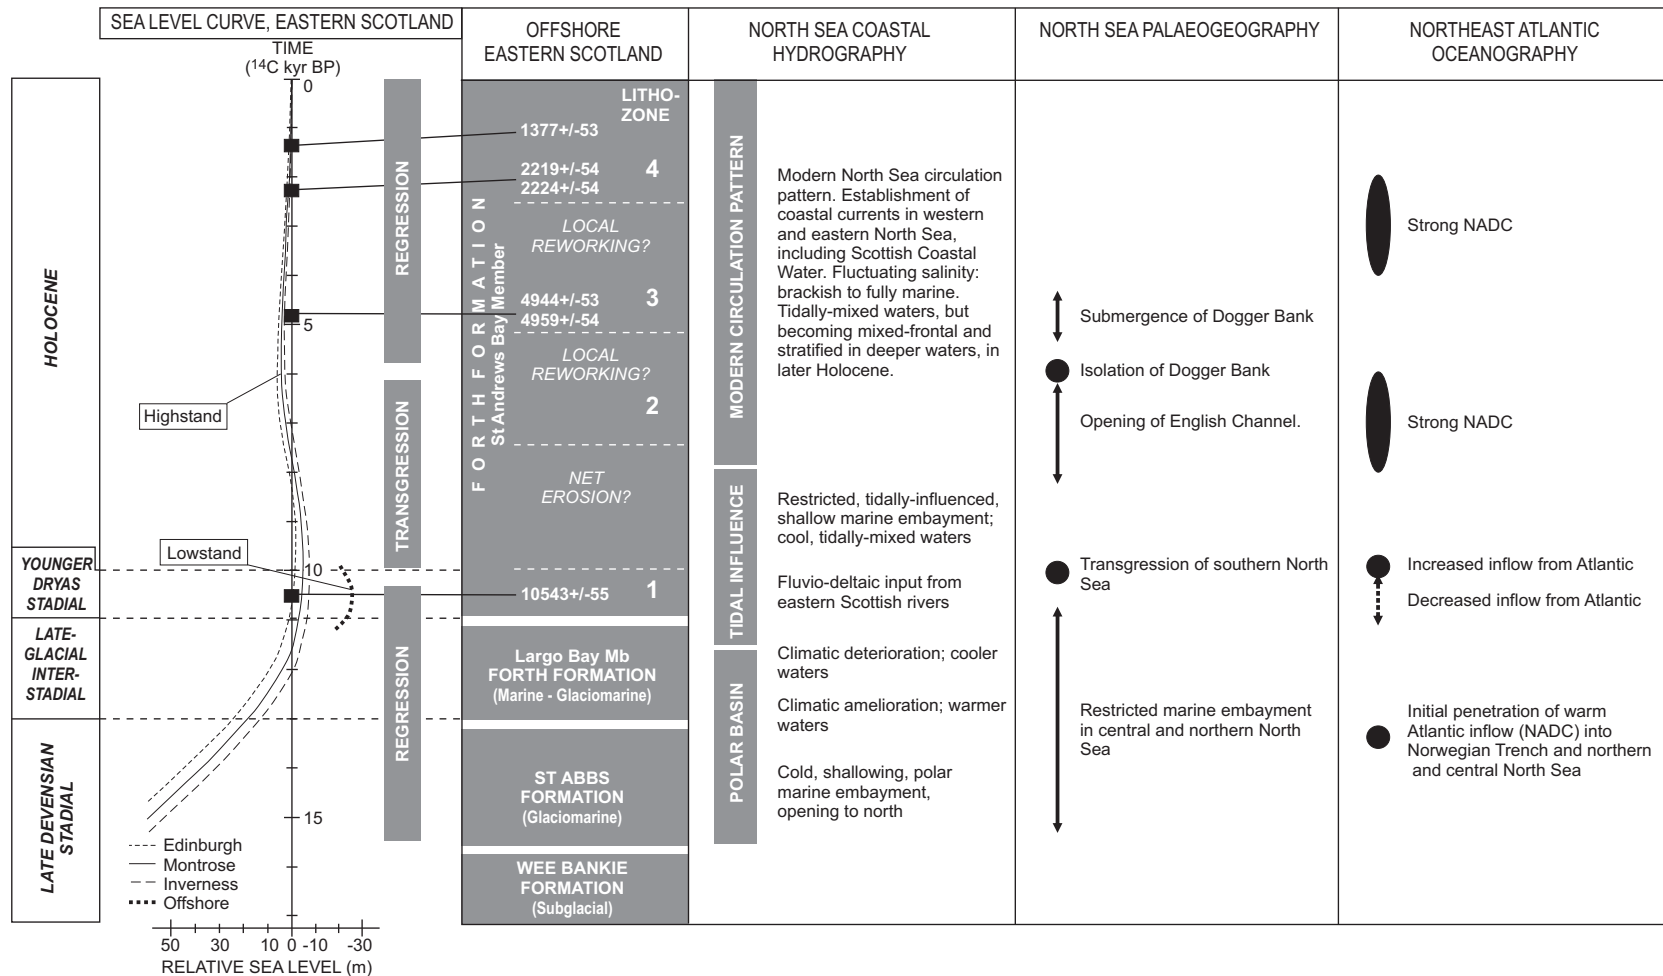 SEA LEVEL CURVE, EASTERN SCOTLAND
OFFSHORE
EASTERN SCOTLAND
NORTH SEA COASTAL
HYDROGRAPHY
NORTH SEA PALAEOGEOGRAPHY
NORTHEAST ATLANTIC
OCEANOGRAPHY
TIME
(14C kyr BP)
HOLOCENE
YOUNGER
DRYAS
STADIAL
LATE-
GLACIAL
INTER-
STADIAL
LATE DEVENSIAN
STADIAL
0
5
10
15
Highstand
Lowstand
Edinburgh
Montrose
Inverness
Offshore
50 30 10 0 -10 -30
RELATIVE SEA LEVEL (m)
REGRESSION
TRANSGRESSION
REGRESSION
FORTH FORMATION
St Andrews Bay Member
LITHO-
ZONE
1377+/-53
2219+/-54
2224+/-54
4
LOCAL
REWORKING?
4944+/-53
4959+/-54
3
LOCAL
REWORKING?
2
NET
EROSION?
10543+/-55
1
Largo Bay Mb
FORTH FORMATION
(Marine - Glaciomarine)
ST ABBS
FORMATION
(Glaciomarine)
WEE BANKIE
FORMATION
(Subglacial)
MODERN CIRCULATION PATTERN
TIDAL INFLUENCE
POLAR BASIN
Modern North Sea circulation
pattern. Establishment of
coastal currents in western
and eastern North Sea,
including Scottish Coastal
Water. Fluctuating salinity:
brackish to fully marine.
Tidally-mixed waters, but
becoming mixed-frontal and
stratified in deeper waters, in
later Holocene.
Restricted, tidally-influenced,
shallow marine embayment;
cool, tidally-mixed waters
Fluvio-deltaic input from
eastern Scottish rivers
Climatic deterioration; cooler
waters
Climatic amelioration; warmer
waters
Cold, shallowing, polar
marine embayment,
opening to north
Submergence of Dogger Bank
Isolation of Dogger Bank
Opening of English Channel.
Transgression of southern North
Sea
Restricted marine embayment
in central and northern North
Sea
Strong NADC
Strong NADC
Increased inflow from Atlantic
Decreased inflow from Atlantic
Initial penetration of warm
Atlantic inflow (NADC) into
Norwegian Trench and northern
and central North Sea